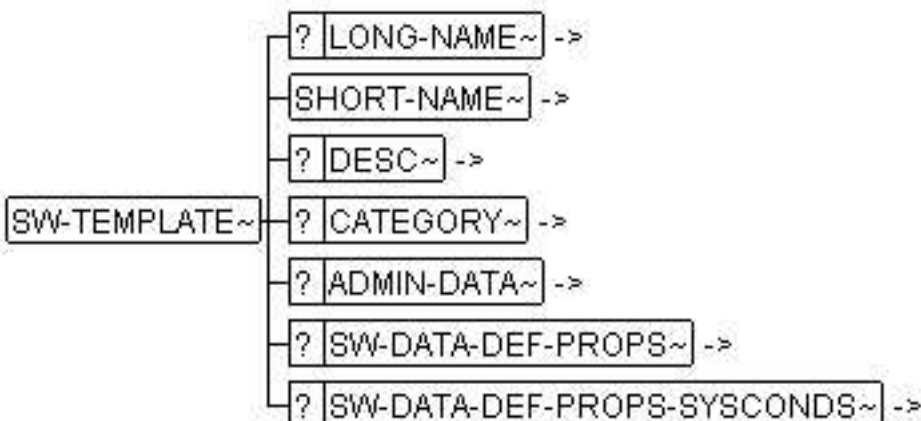 ? LONG-NAME~ ->
SHORT-NAME~ ->
? DESC~ ->
SW-TEMPLATE~ ? CATEGORY~ ->
? ADMIN-DATA~ ->
? SW-DATA-DEF-PROPS~ ->
? SW-DATA-DEF-PROPS-SYSCONDS~ ->